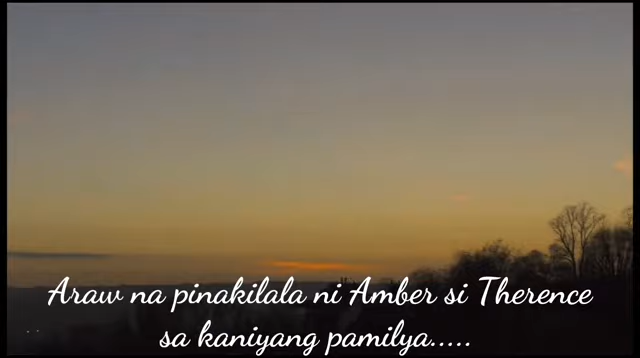 Araw na pinakilala ni Amber si Therence
sa kaniyang pamilya.....